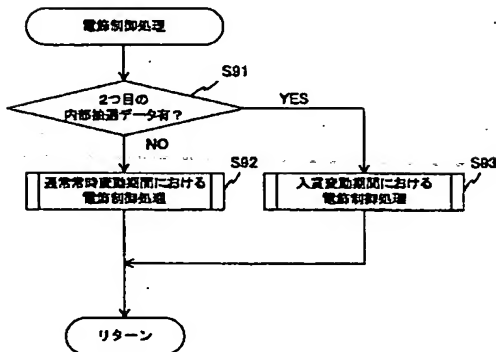 電飾制御処理
S91
2つ目の
内部抽選データ有?
YES
NO
S92
通常常時変動期間における
電飾制御処理
S93
入賞変動期間における
電飾制御処理
リターン